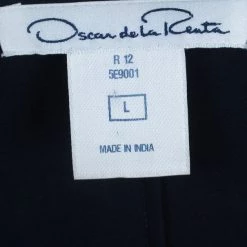 Oscar de la Renta
R 12
5E9001
L
MADE IN INDIA